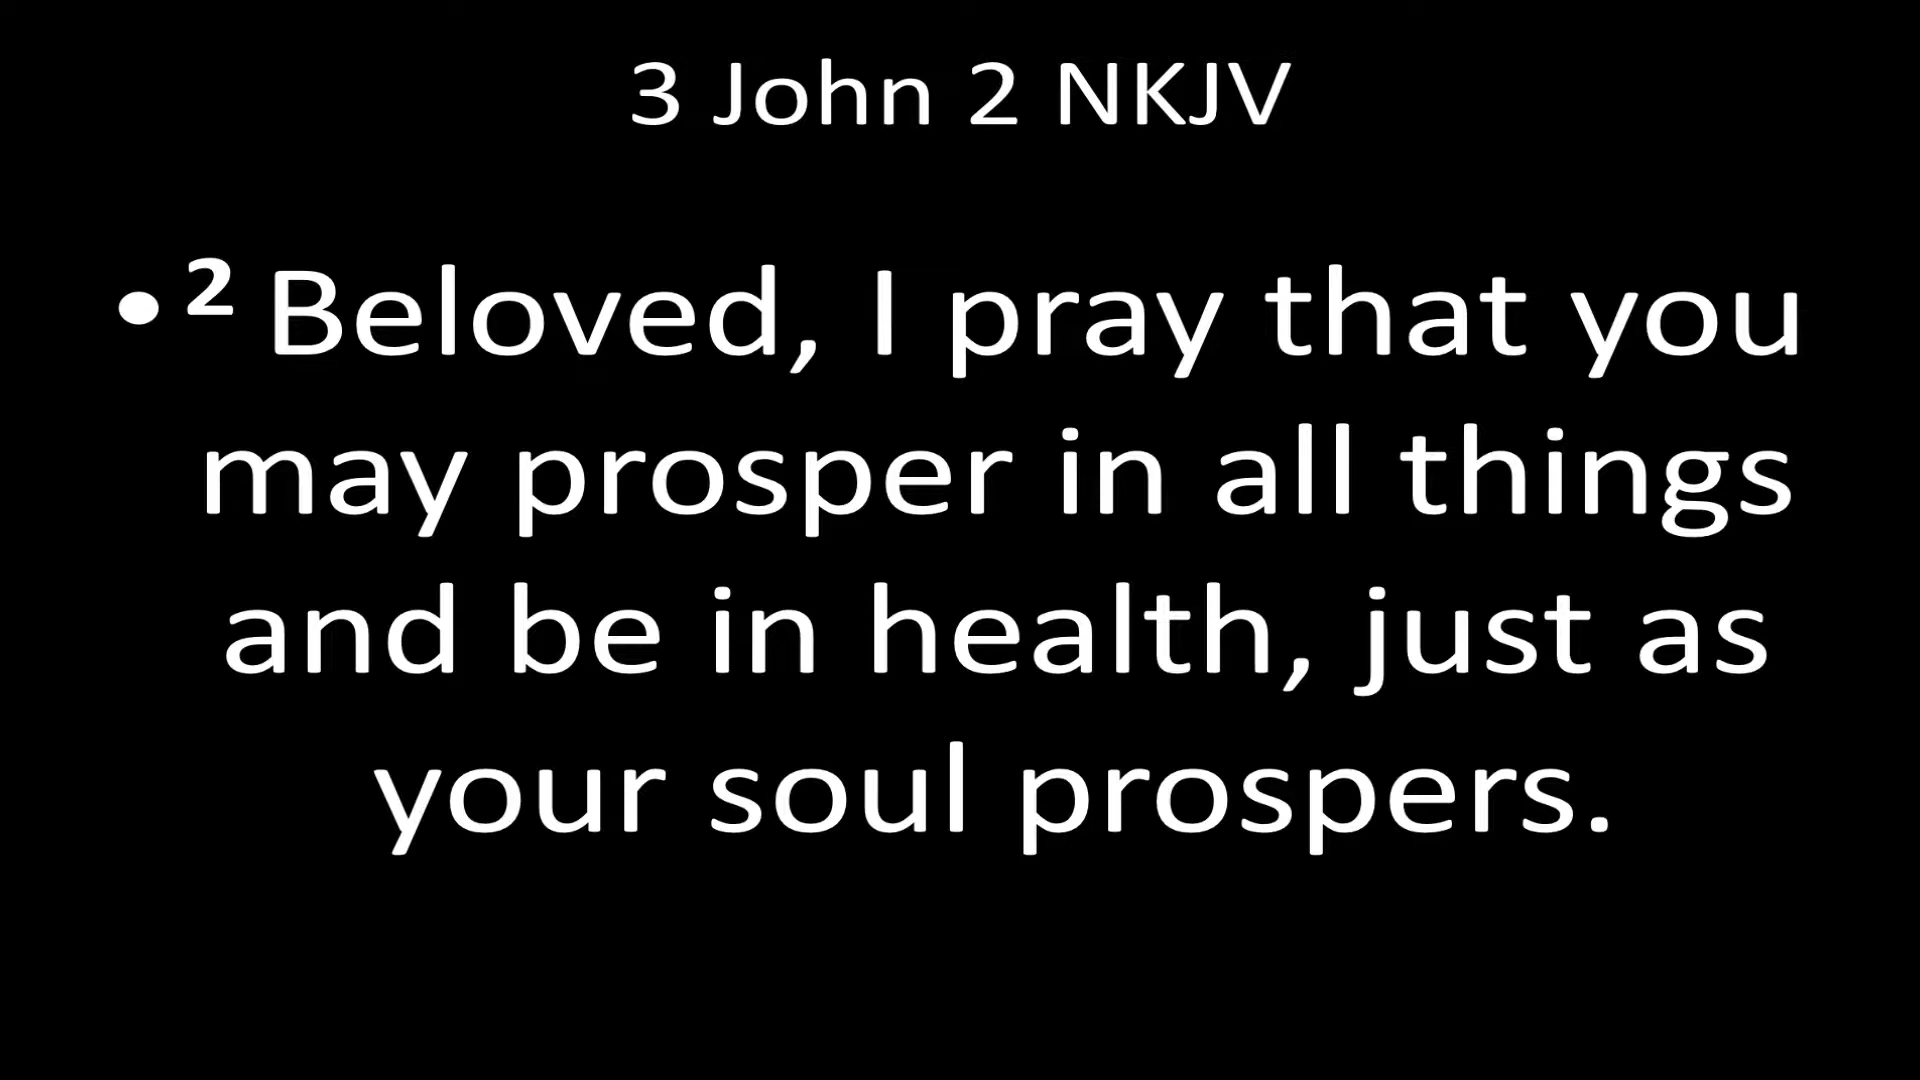 3 John 2 NKJV
• ² Beloved, I pray that you
may prosper in all things
and be in health, just as
your soul prospers.